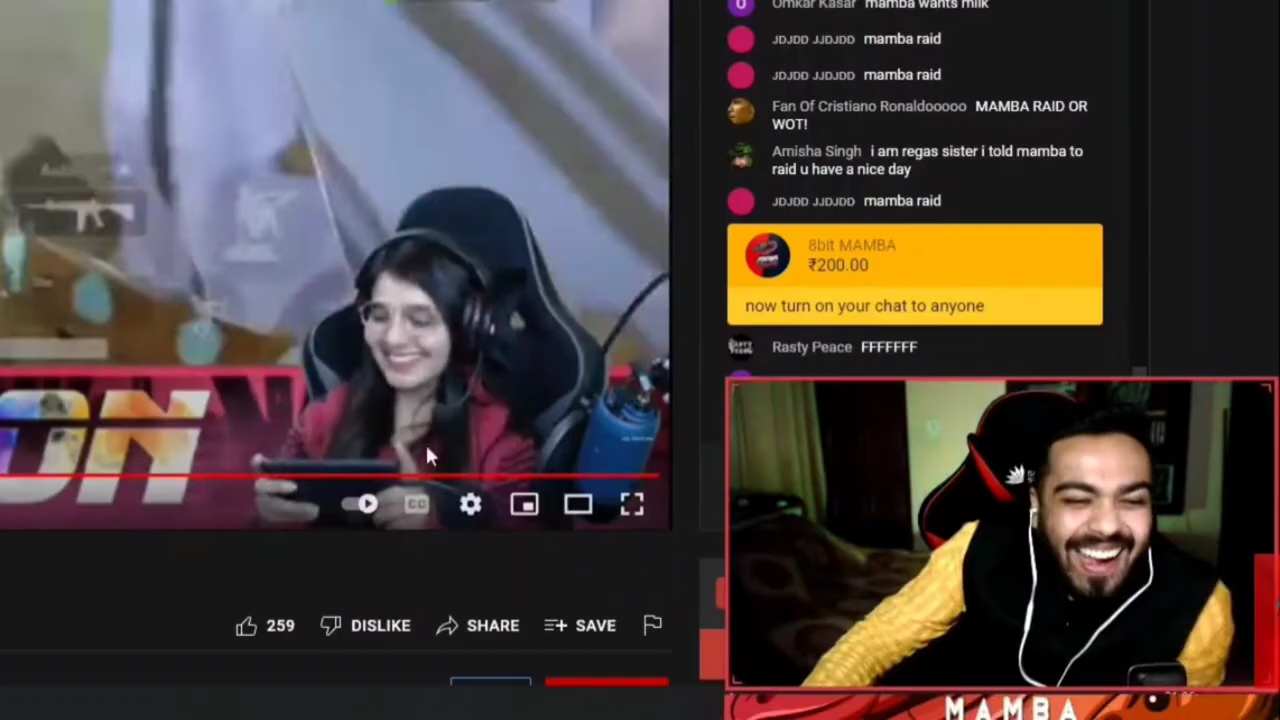 Omkar Kasar mamba wants milk
JDJDD JJDJDD mamba raid
JDJDD JJDJDD mamba raid
Fan Of Cristiano Ronaldooooo MAMBA RAID OR
WOT!
Amisha Singh i am regas sister i told mamba to
raid u have a nice day
JDJDD JJDJDD mamba raid
8bit MAMBA
₹200.00
now turn on your chat to anyone
Rasty Peace FFFFFFF
ON
CC
259 DISLIKE SHARE SAVE
MAMBA